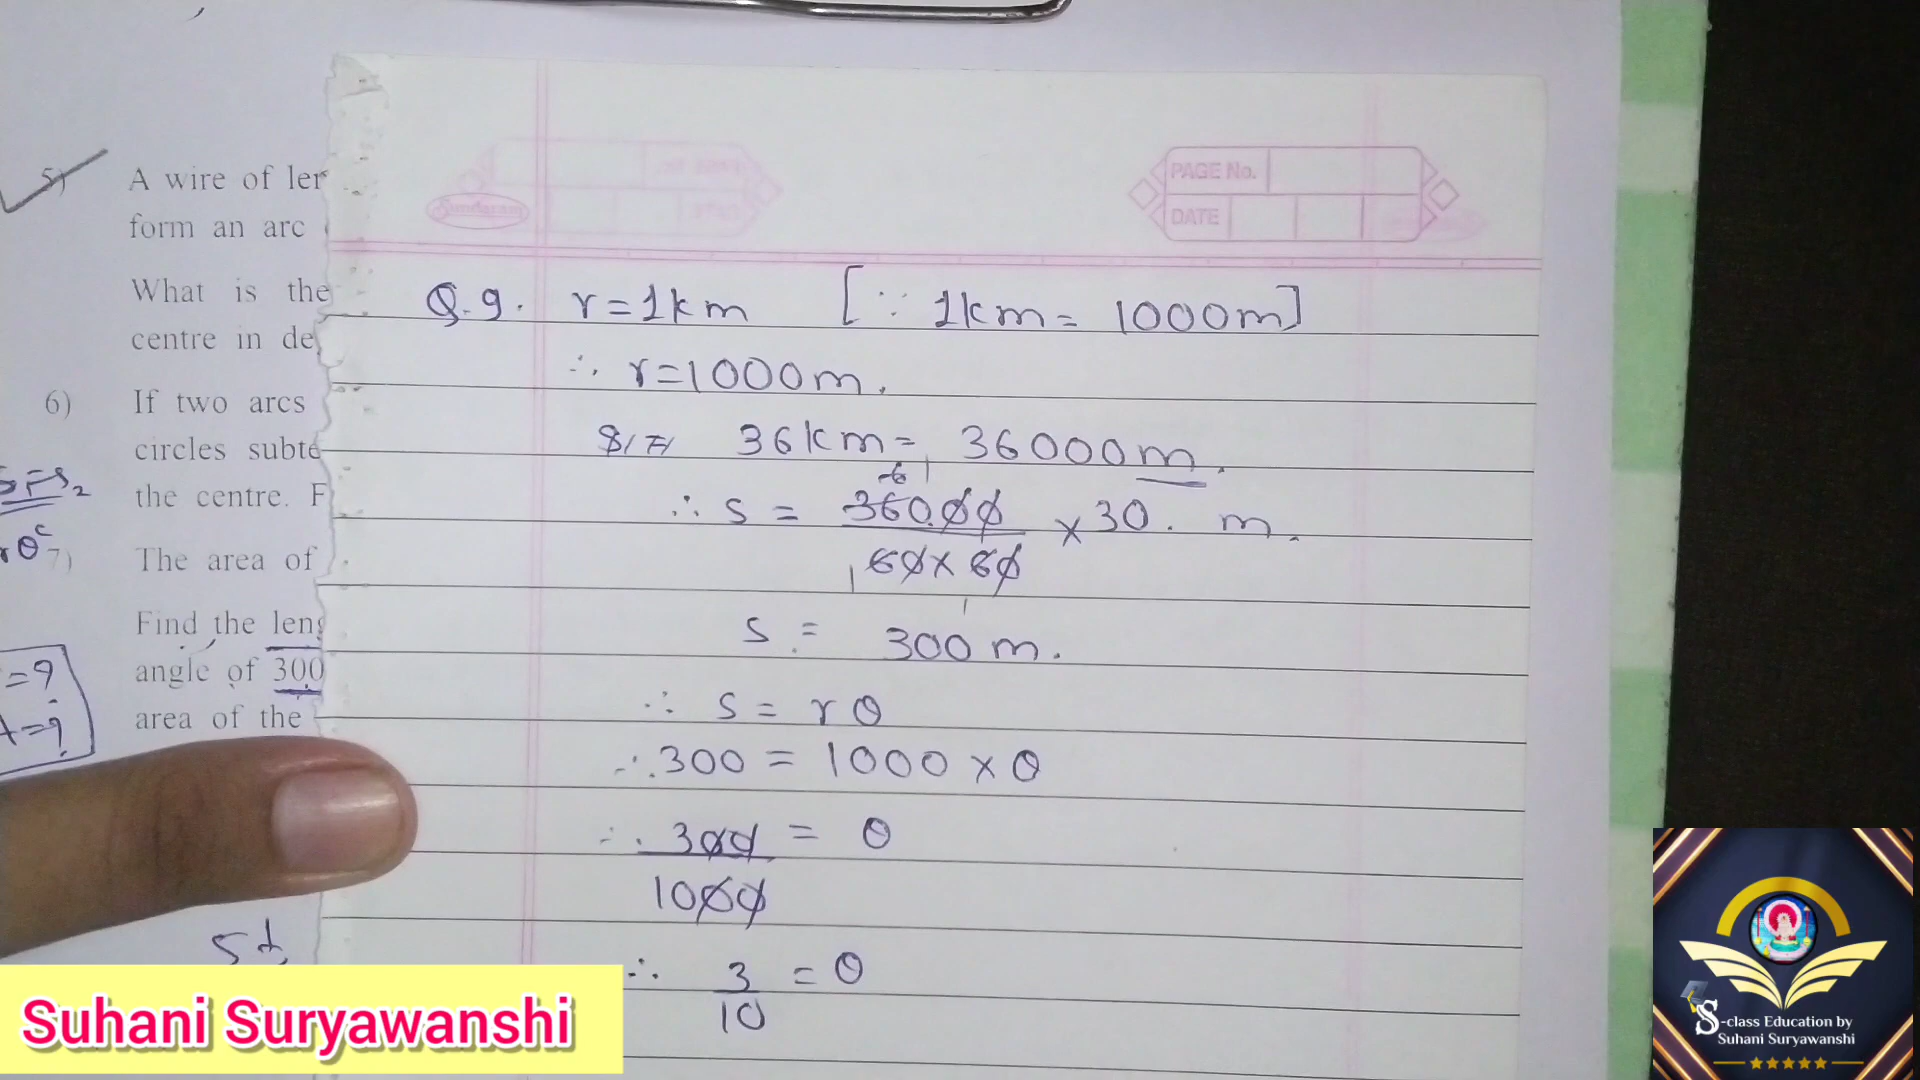 5) A wire of ler
form an arc
What is the
centre in de
6) If two arcs
circles subte
the centre. F
7) The area of
Find the leng
angle of 300
area of the
PAGE No.
DATE
Sundaram
Q.9. r=1km [∵ 1km= 1000m]
∴ r=1000m.
36km= 36000m.
∴ s = 36000/60×60 ×30. m.
s = 300 m.
∴ s = rθ
∴ 300 = 1000 × θ
∴ 300/1000 = θ
∴ 3/10 = θ
Suhani Suryawanshi
S-class Education by
Suhani Suryawanshi